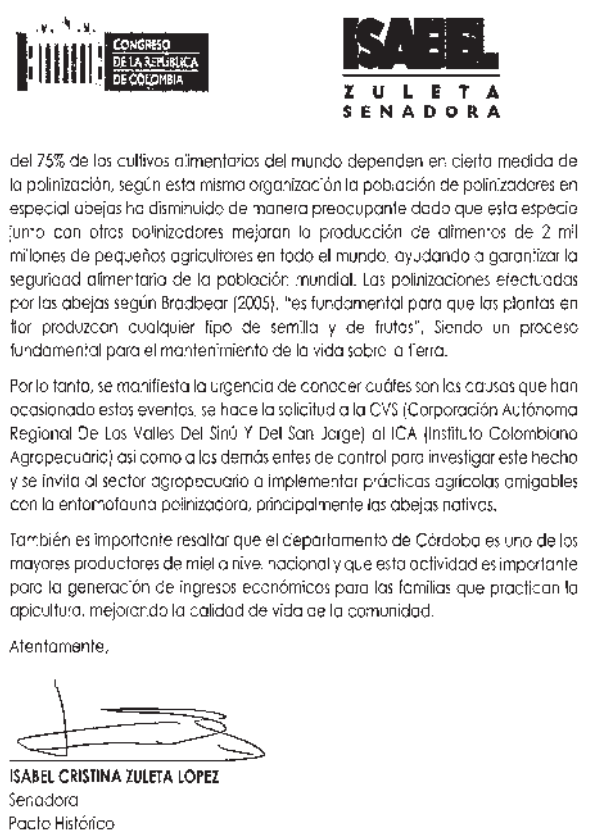 CONGRESO
DE LA REPÚBLICA
DE COLOMBIA
ISABEL
ZULETA
SENADORA
del 75% de los cultivos alimentarios del mundo dependen en cierta medida de
la polinización, según esta misma organización la población de polinizadores en
especial abejas ha disminuido de manera preocupante dado que esta especie
junto con otros polinizadores mejoran la producción de alimentos de 2 mil
millones de pequeños agricultores en todo el mundo, ayudando a garantizar la
seguridad alimentaria de la población mundial. Las polinizaciones efectuadas
por las abejas según Bradbear (2005), "es fundamental para que las plantas en
flor produzcan cualquier tipo de semilla y de frutos", Siendo un proceso
fundamental para el mantenimiento de la vida sobre la tierra.
Por lo tanto, se manifiesta la urgencia de conocer cuáles son las causas que han
ocasionado estos eventos, se hace la solicitud a la CVS (Corporación Autónoma
Regional De Los Valles Del Sinú Y Del San Jorge) al ICA (Instituto Colombiano
Agropecuario) así como a los demás entes de control para investigar este hecho
y se invita al sector agropecuario a implementar prácticas agrícolas amigables
con la entomofauna polinizadora, principalmente las abejas nativas.
También es importante resaltar que el departamento de Córdoba es uno de los
mayores productores de miel a nivel nacional y que esta actividad es importante
para la generación de ingresos económicos para las familias que practican la
apicultura, mejorando la calidad de vida de la comunidad.
Atentamente,
ISABEL CRISTINA ZULETA LOPEZ
Senadora
Pacto Histórico